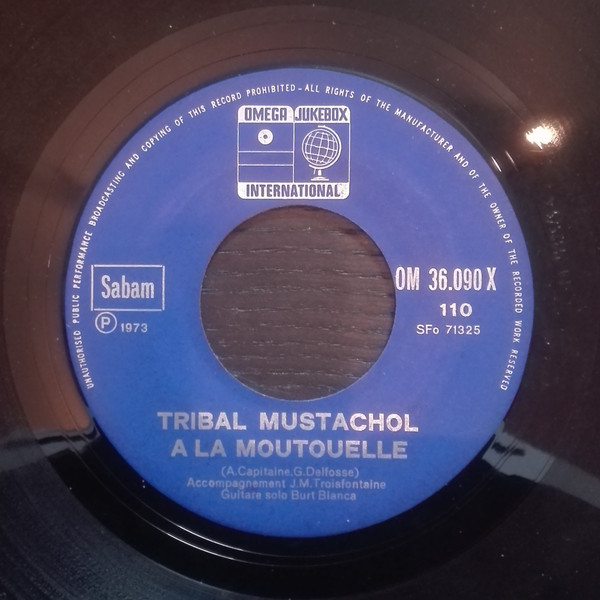 UNAUTHORISED PUBLIC PERFORMANCE BROADCASTING AND COPYING OF THIS RECORD PROHIBITED - ALL RIGHTS OF THE MANUFACTURER AND OF THE OWNER OF THE RECORDED WORK RESERVED
OMEGA JUKEBOX
INTERNATIONAL
Sabam
Ⓟ 1973
OM 36.090 X
110
SFo 71325
TRIBAL MUSTACHOL
A LA MOUTOUELLE
(A.Capitaine.G.Delfosse)
Accompagnement J.M.Troisfontaine
Guitare solo Burt Blanca